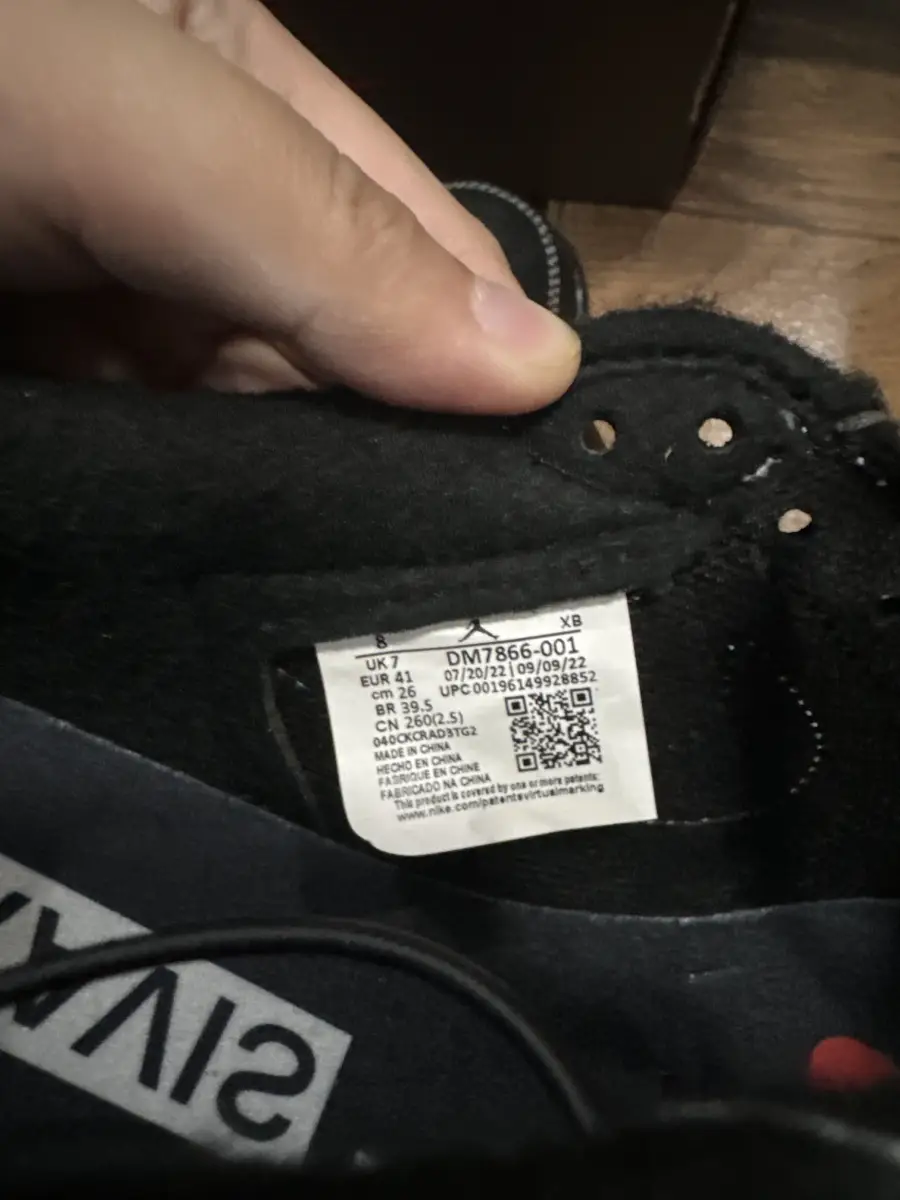 8 XB
UK 7 DM7866-001
EUR 41 07/20/22 | 09/09/22
cm 26 UPC 00196149928852
BR 39.5
CN 260(2.5)
040CKCRAD3TG2
MADE IN CHINA
HECHO EN CHINA
FABRIQUE EN CHINE
FABRICADO NA CHINA
This product is covered by one or more patents:
www.nike.com/patentsvirtualmarking